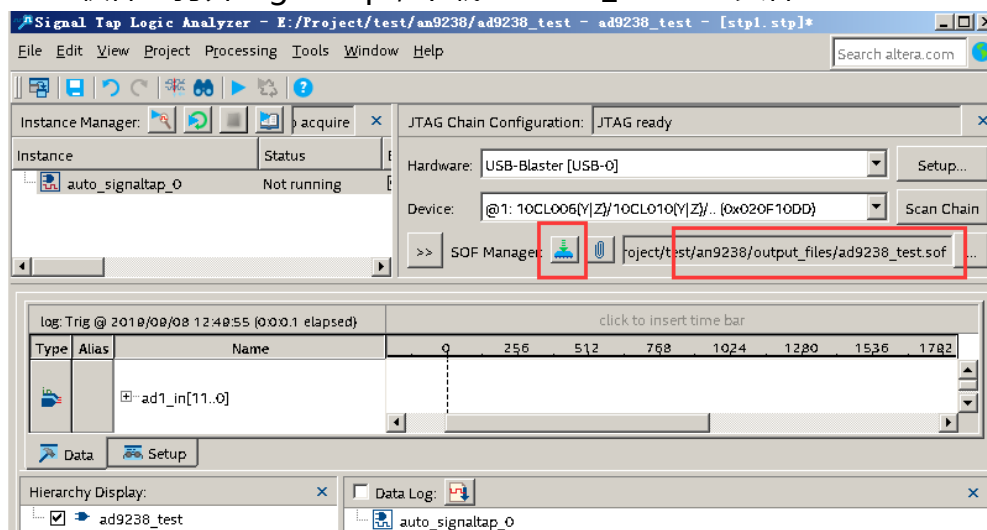 Signal Tap Logic Analyzer - E:/Project/test/an9238/ad9238_test - ad9238_test - [stp1.stp]*
File Edit View Project Processing Tools Window Help
Search altera.com
Instance Manager: acquire
JTAG Chain Configuration: JTAG ready
Instance Status
Hardware: USB-Blaster [USB-0] Setup...
auto_signaltap_0 Not running
Device: @1: 10CL006(Y|Z)/10CL010(Y|Z)/.. (0x020F10DD) Scan Chain
>> SOF Manager: roject/test/an9238/output_files/ad9238_test.sof ...
log: Trig @ 2019/09/08 12:49:55 (0:0:0.1 elapsed) click to insert time bar
Type Alias Name 0 256 512 768 1024 1280 1536 1792
ad1_in[11..0]
Data Setup
Hierarchy Display: Data Log:
ad9238_test auto_signaltap_0